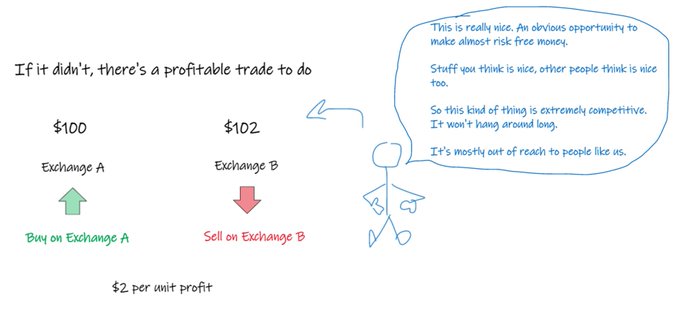 If it didn't, there's a profitable trade to do
$100
$102
Exchange A
Exchange B
Buy on Exchange A
Sell on Exchange B
$2 per unit profit
This is really nice. An obvious opportunity to
make almost risk free money.
Stuff you think is nice, other people think is nice
too.
So this kind of thing is extremely competitive.
It won't hang around long.
It's mostly out of reach to people like us.